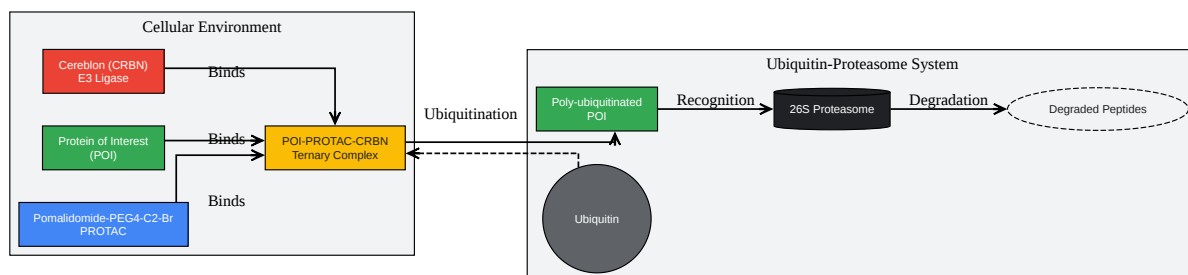 Cellular Environment
Cereblon (CRBN)
E3 Ligase
Binds
Protein of Interest
(POI)
Binds
POI-PROTAC-CRBN
Ternary Complex
Pomalidomide-PEG4-C2-Br
PROTAC
Binds
Ubiquitination
Ubiquitin-Proteasome System
Poly-ubiquitinated
POI
Recognition
26S Proteasome
Degradation
Degraded Peptides
Ubiquitin